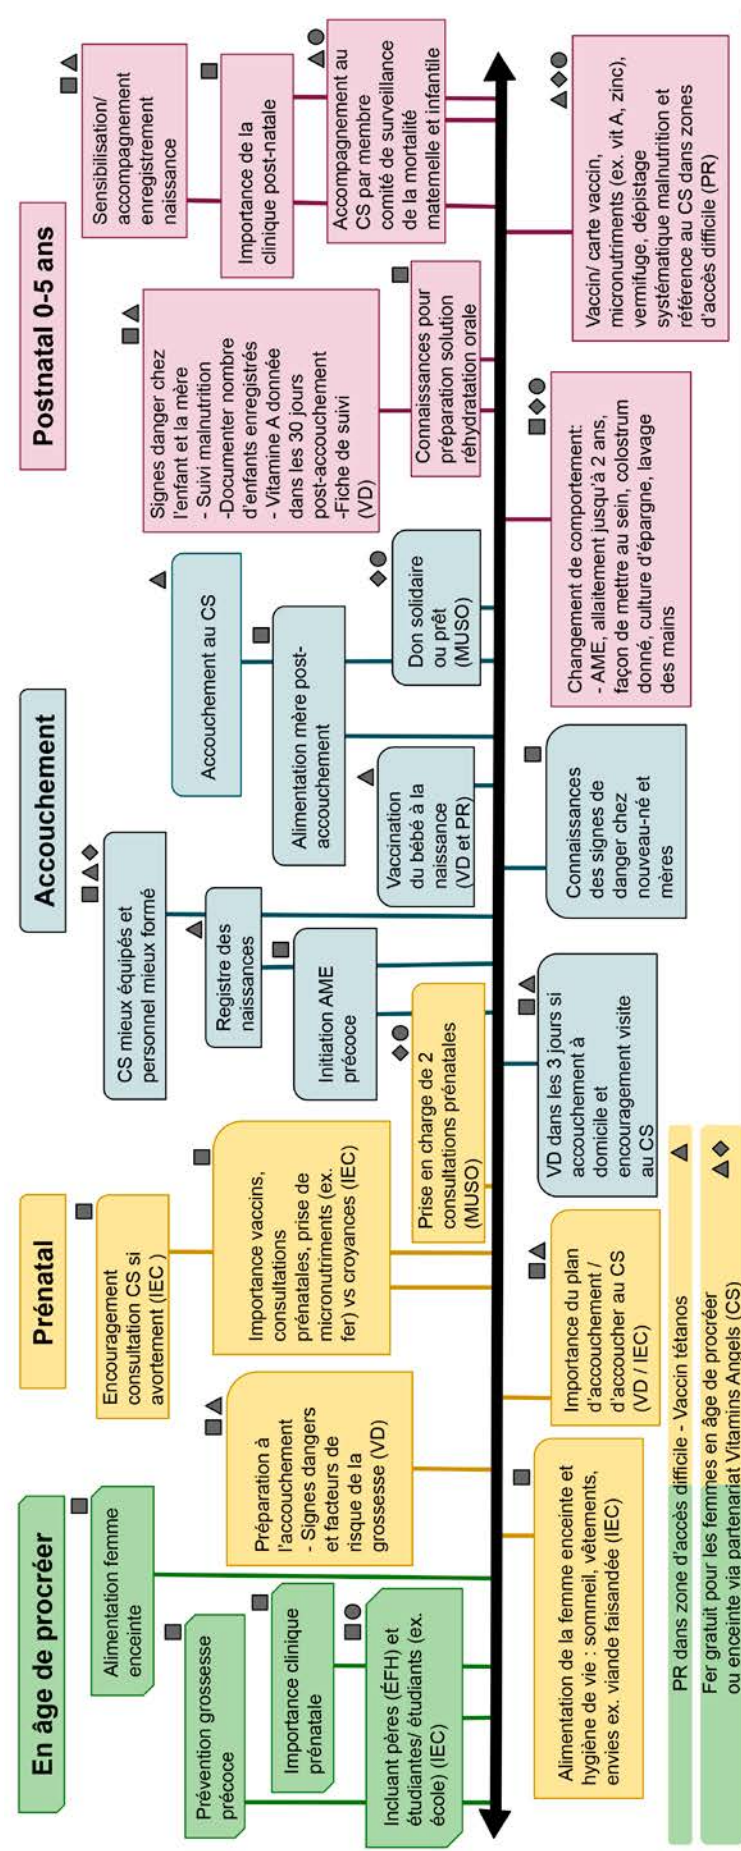 En âge de procréer
Alimentation femme
enceinte
Prévention grossesse
précoce
Importance clinique
prénatale
Incluant pères (ÉFH) et
étudiantes/ étudiants (ex.
école) (IEC)
Prénatal
Encouragement
consultation CS si
avortement (IEC )
Importance vaccins,
consultations
prénatales, prise de
micronutriments (ex.
fer) vs croyances (IEC)
Préparation à
l'accouchement
- Signes dangers
et facteurs de
risque de la
grossesse (VD)
Prise en charge de 2
consultations prénatales
(MUSO)
Alimentation de la femme enceinte et
hygiène de vie : sommeil, vêtements,
envies ex. viande faisandée (IEC)
Importance du plan
d'accouchement /
d'accoucher au CS
(VD / IEC)
Accouchement
CS mieux équipés et
personnel mieux formé
Registre des
naissances
Initiation AME
précoce
Accouchement au CS
Alimentation mère post-
accouchement
Vaccination
du bébé à la
naissance
(VD et PR)
Don solidaire
ou prêt
(MUSO)
VD dans les 3 jours si
accouchement à
domicile et
encouragement visite
au CS
Connaissances
des signes de
danger chez
nouveau-né et
mères
Postnatal 0-5 ans
Sensibilisation/
accompagnement
enregistrement
naissance
Importance de la
clinique post-natale
Accompagnement au
CS par membre
comité de surveillance
de la mortalité
maternelle et infantile
Signes danger chez
l'enfant et la mère
- Suivi malnutrition
-Documenter nombre
d'enfants enregistrés
- Vitamine A donnée
dans les 30 jours
post-accouchement
-Fiche de suivi
(VD)
Connaissances pour
préparation solution
réhydratation orale
Changement de comportement:
- AME, allaitement jusqu'à 2 ans,
façon de mettre au sein, colostrum
donné, culture d'épargne, lavage
des mains
Vaccin/ carte vaccin,
micronutriments (ex. vit A, zinc),
vermifuge, dépistage
systématique malnutrition et
référence au CS dans zones
d'accès difficile (PR)
PR dans zone d'accès difficile - Vaccin tétanos
Fer gratuit pour les femmes en âge de procréer
ou enceinte via partenariat Vitamins Angels (CS)